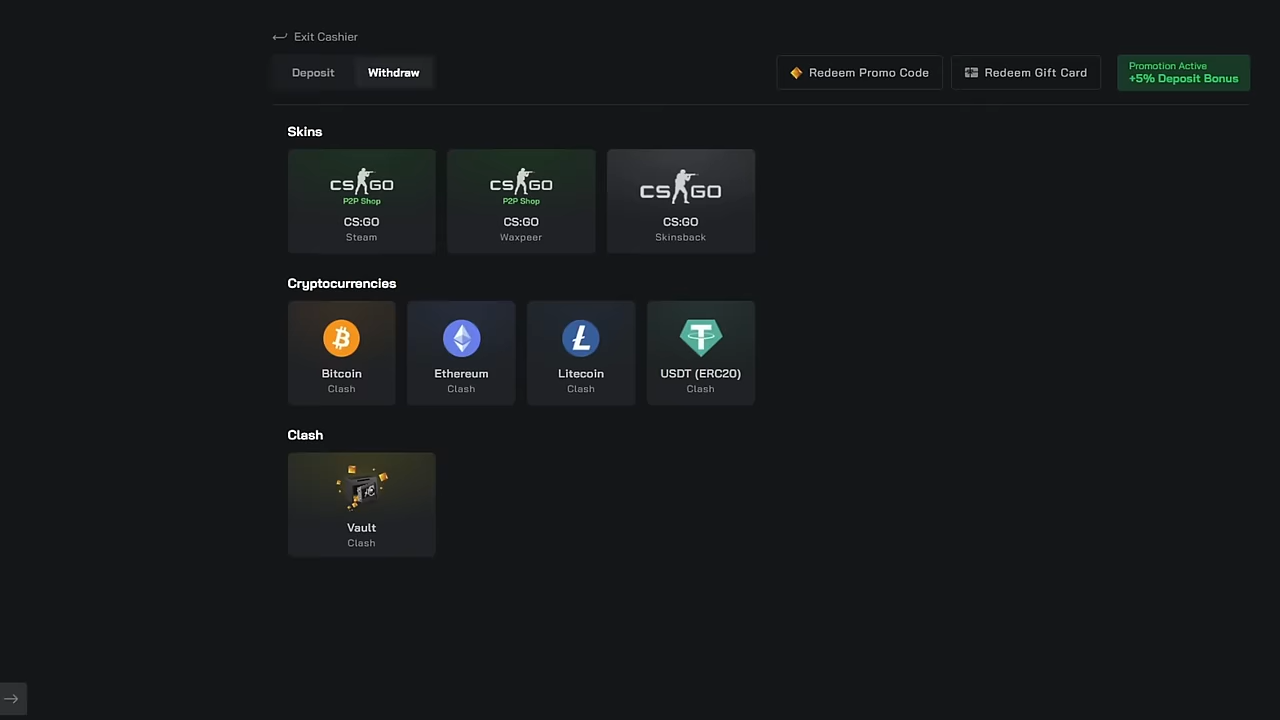 Exit Cashier
Deposit
Withdraw
Redeem Promo Code
Redeem Gift Card
Promotion Active
+5% Deposit Bonus
Skins
CS GO
P2P Shop
CS:GO
Steam
CS GO
P2P Shop
CS:GO
Waxpeer
CS GO
CS:GO
Skinsback
Cryptocurrencies
Bitcoin
Clash
Ethereum
Clash
Litecoin
Clash
USDT (ERC20)
Clash
Clash
Vault
Clash